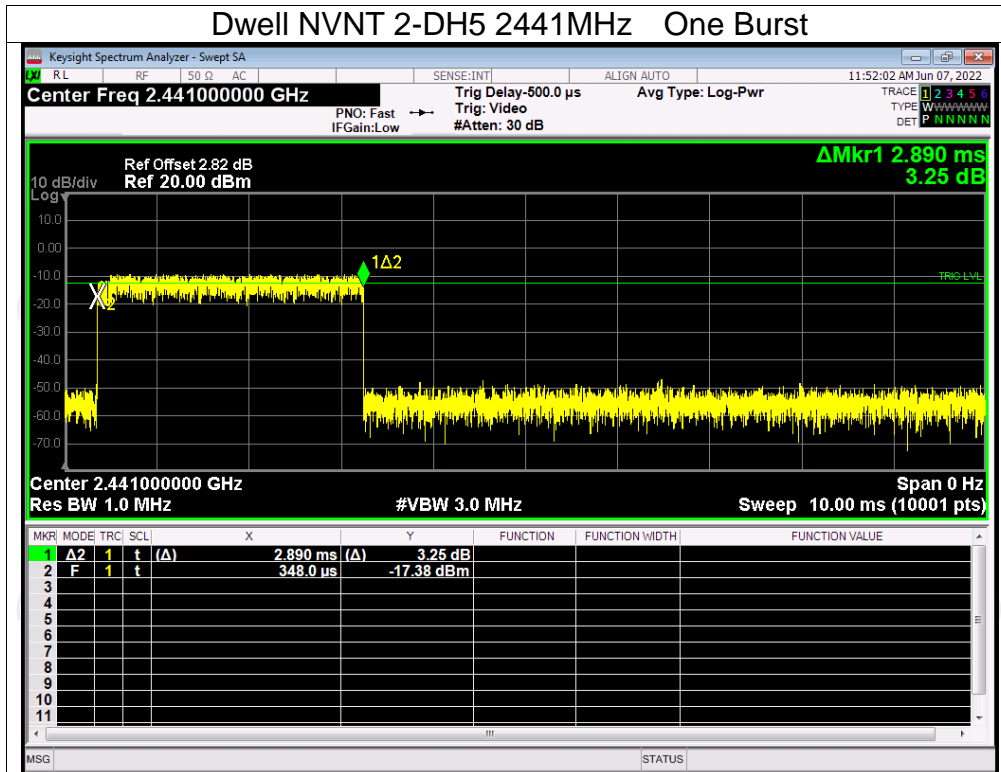 Dwell NVNT 2-DH5 2441MHz One Burst
Keysight Spectrum Analyzer - Swept SA
LXI RL RF 50 Ω AC SENSE:INT ALIGN AUTO 11:52:02 AM Jun 07, 2022
Center Freq 2.441000000 GHz
PNO: Fast
IFGain:Low
Trig Delay-500.0 µs
Trig: Video
#Atten: 30 dB
Avg Type: Log-Pwr
TRACE 1 2 3 4 5 6
TYPE WWWWWW
DET P N N N N N
ΔMkr1 2.890 ms
3.25 dB
Ref Offset 2.82 dB
10 dB/div Ref 20.00 dBm
Log
10.0
0.00
1Δ2
-10.0
TRIG LVL
2
-20.0
-30.0
-40.0
-50.0
-60.0
-70.0
Center 2.441000000 GHz Span 0 Hz
Res BW 1.0 MHz #VBW 3.0 MHz Sweep 10.00 ms (10001 pts)
MKR MODE TRC SCL X Y FUNCTION FUNCTION WIDTH FUNCTION VALUE
1 Δ2 1 t (Δ) 2.890 ms (Δ) 3.25 dB
2 F 1 t 348.0 µs -17.38 dBm
3
4
5
6
7
8
9
10
11
MSG STATUS